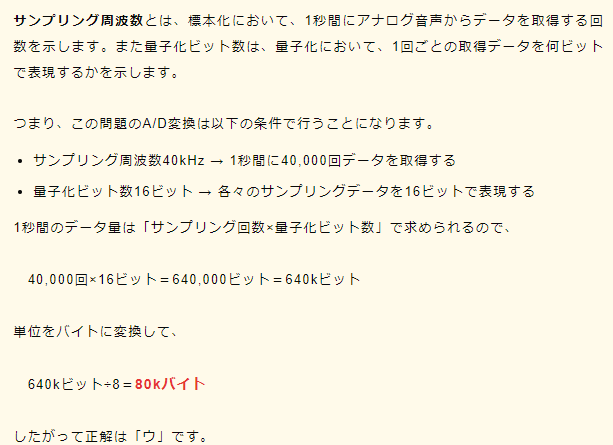 サンプリング周波数とは、標本化において、1秒間にアナログ音声からデータを取得する回
数を示します。また量子化ビット数は、量子化において、1回ごとの取得データを何ビット
で表現するかを示します。
つまり、この問題のA/D変換は以下の条件で行うことになります。
• サンプリング周波数40kHz → 1秒間に40,000回データを取得する
• 量子化ビット数16ビット → 各々のサンプリングデータを16ビットで表現する
1秒間のデータ量は「サンプリング回数×量子化ビット数」で求められるので、
40,000回×16ビット＝640,000ビット＝640kビット
単位をバイトに変換して、
640kビット÷8＝80kバイト
したがって正解は「ウ」です。